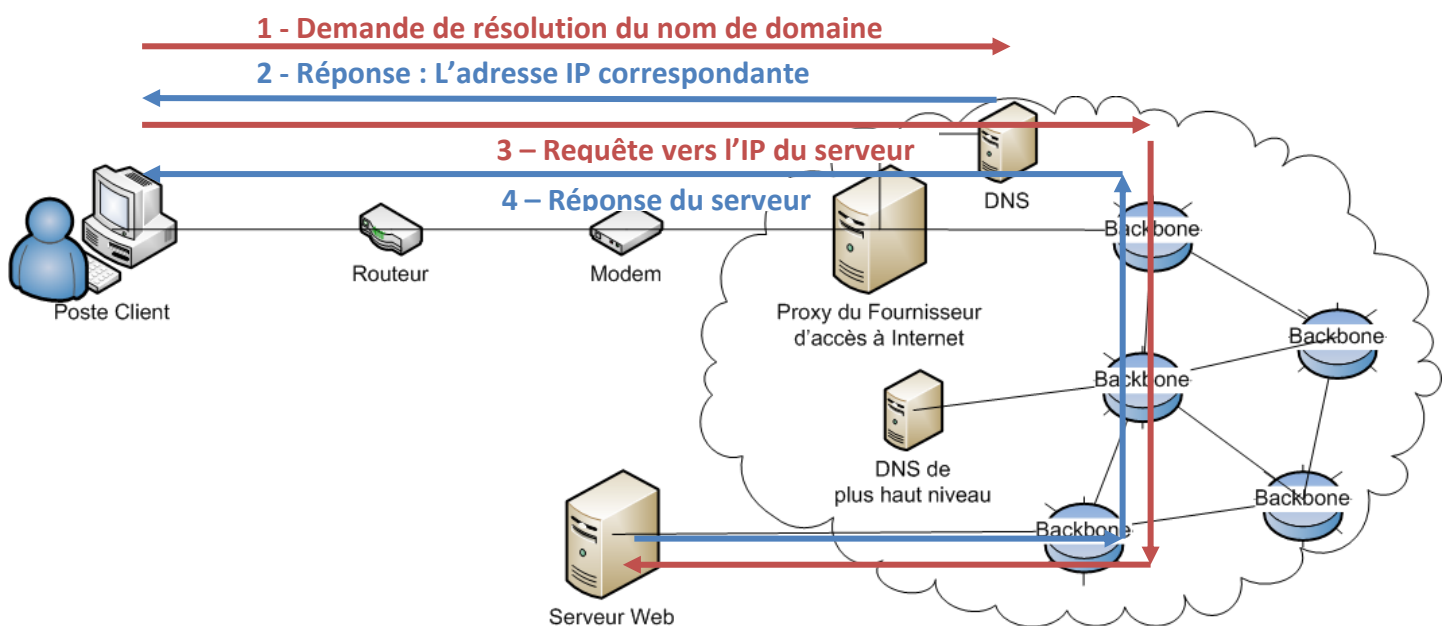 1 - Demande de résolution du nom de domaine
2 - Réponse : L'adresse IP correspondante
3 – Requête vers l'IP du serveur
4 – Réponse du serveur
DNS
Backbone
Routeur
Modem
Poste Client
Proxy du Fournisseur
d'accès à Internet
Backbone
Backbone
DNS de
plus haut niveau
Backbone
Backbone
Serveur Web